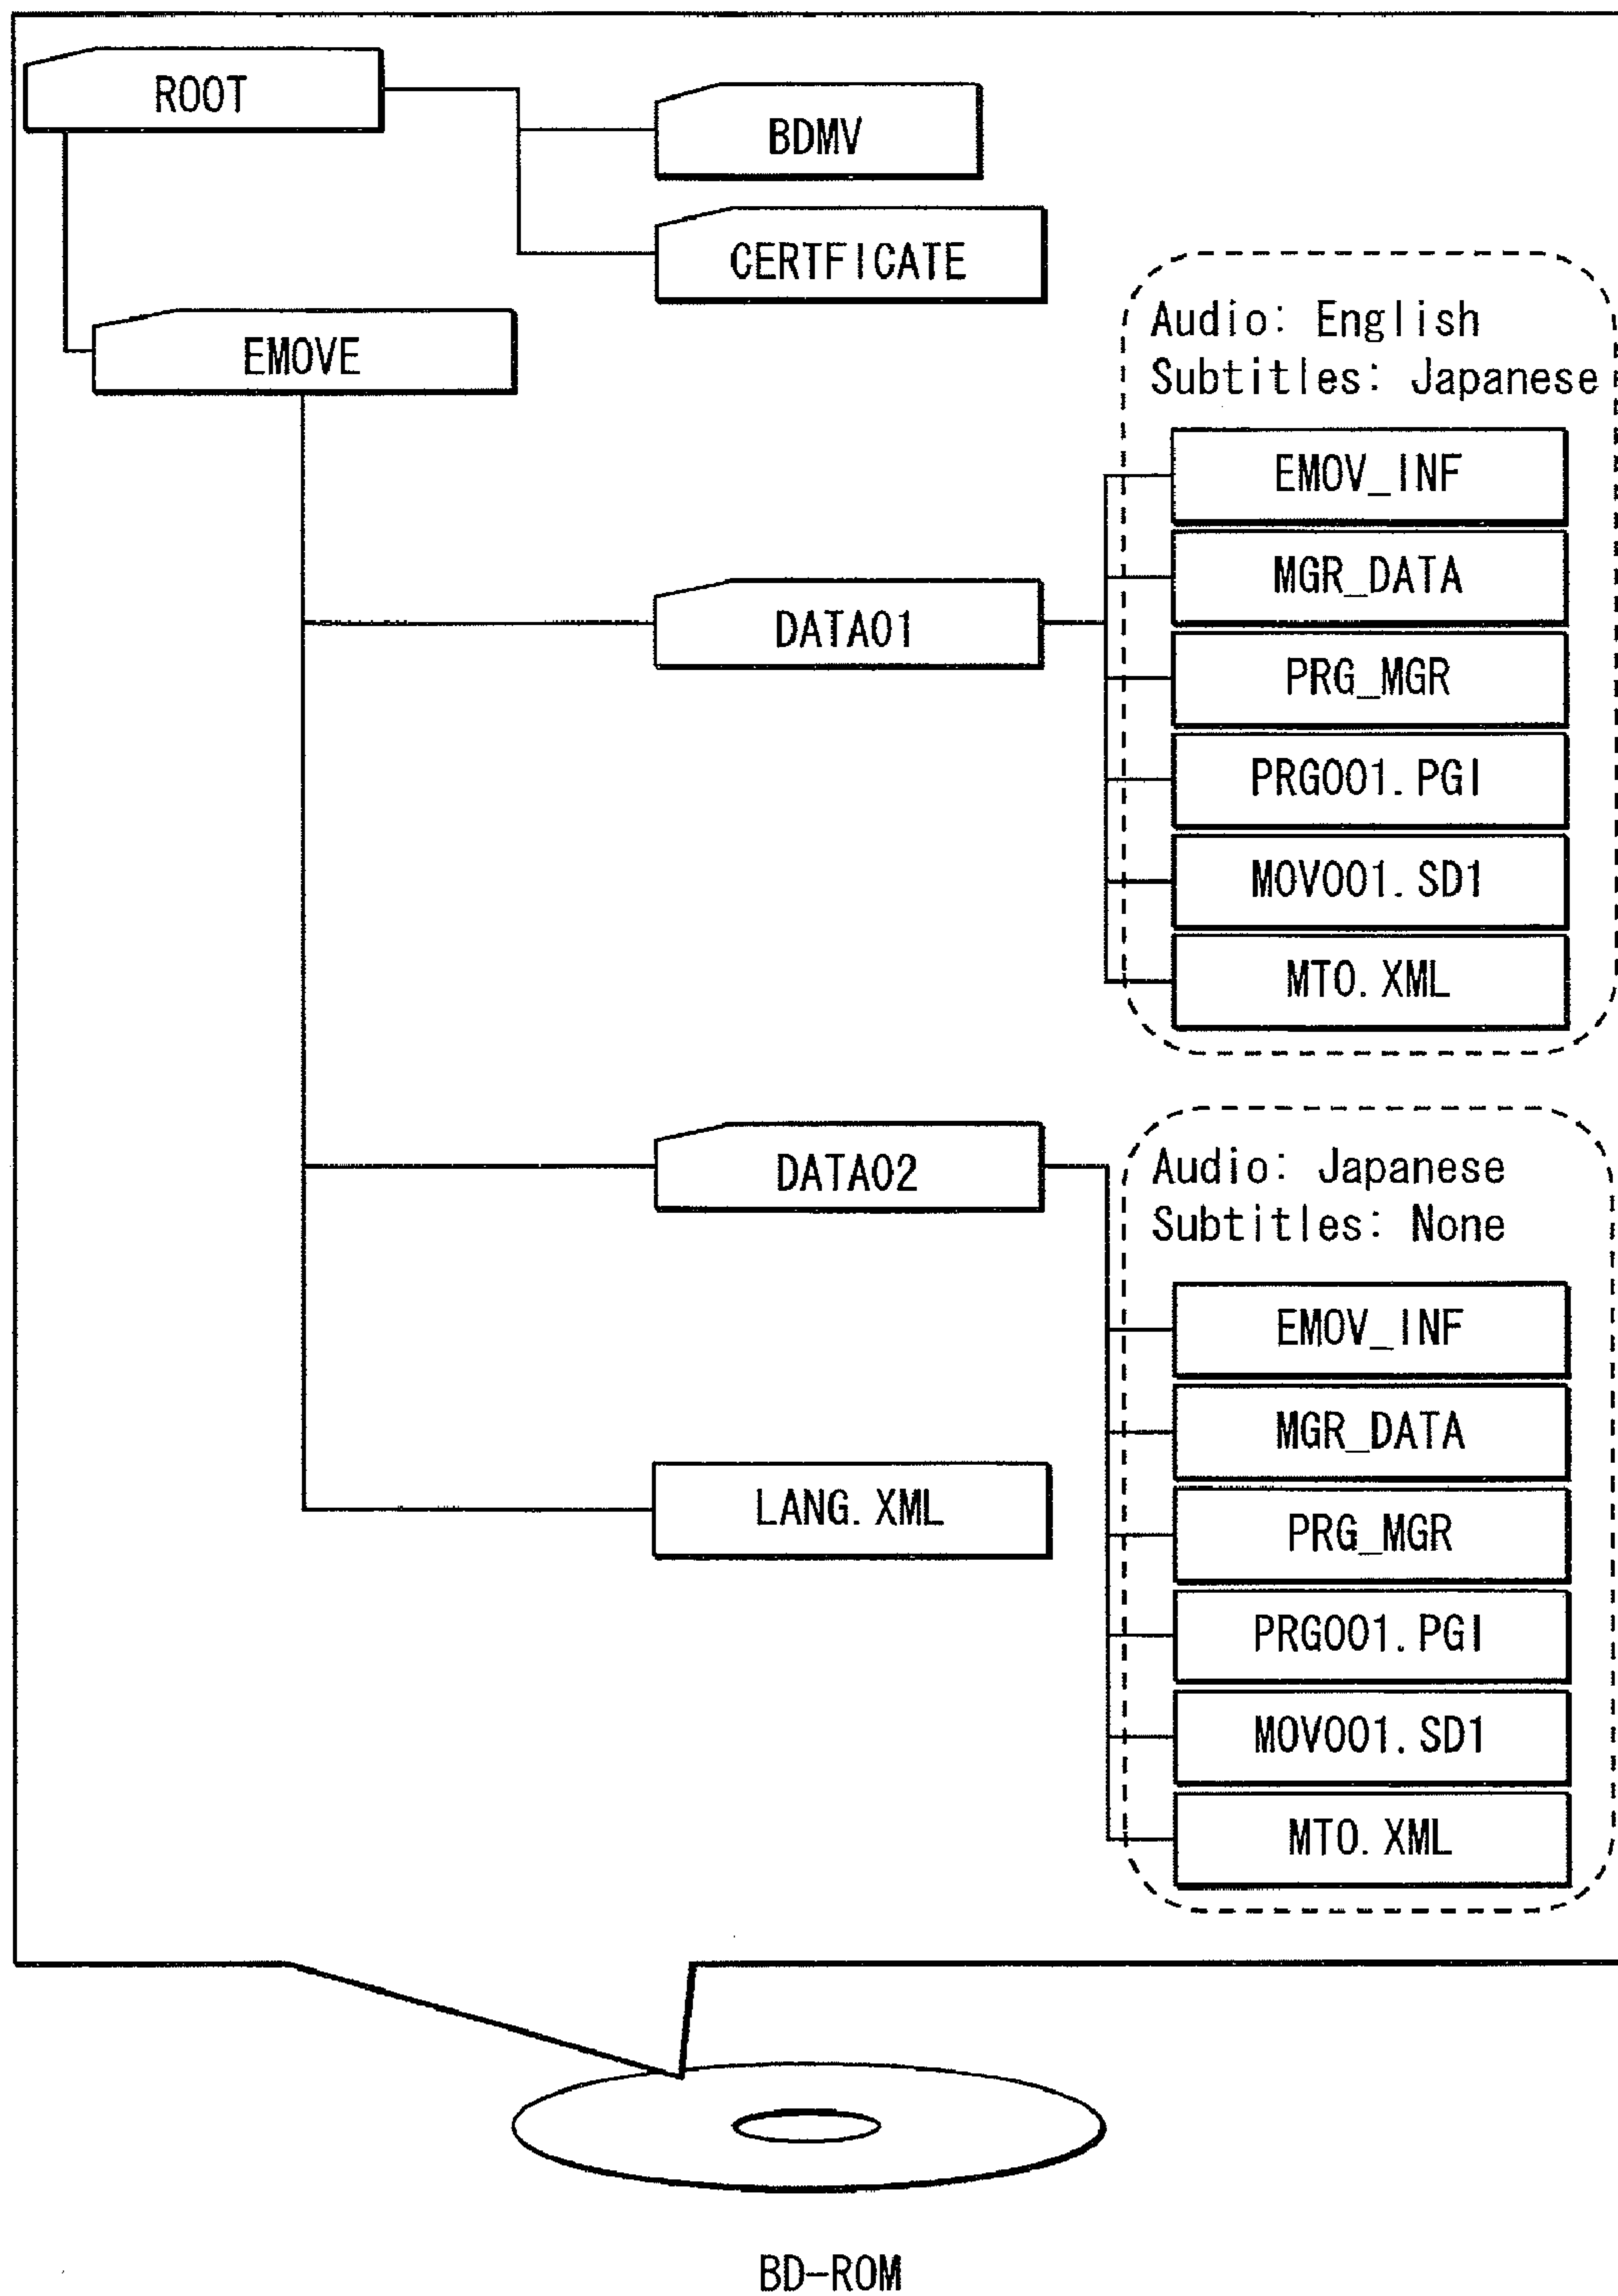 ROOT
BDMV
CERTFICATE
EMOVE
Audio: English
Subtitles: Japanese
EMOV_INF
MGR_DATA
DATA01
PRG_MGR
PRG001.PGI
MOV001.SD1
MTO.XML
DATA02
Audio: Japanese
Subtitles: None
EMOV_INF
MGR_DATA
LANG.XML
PRG_MGR
PRG001.PGI
MOV001.SD1
MTO.XML
BD-ROM